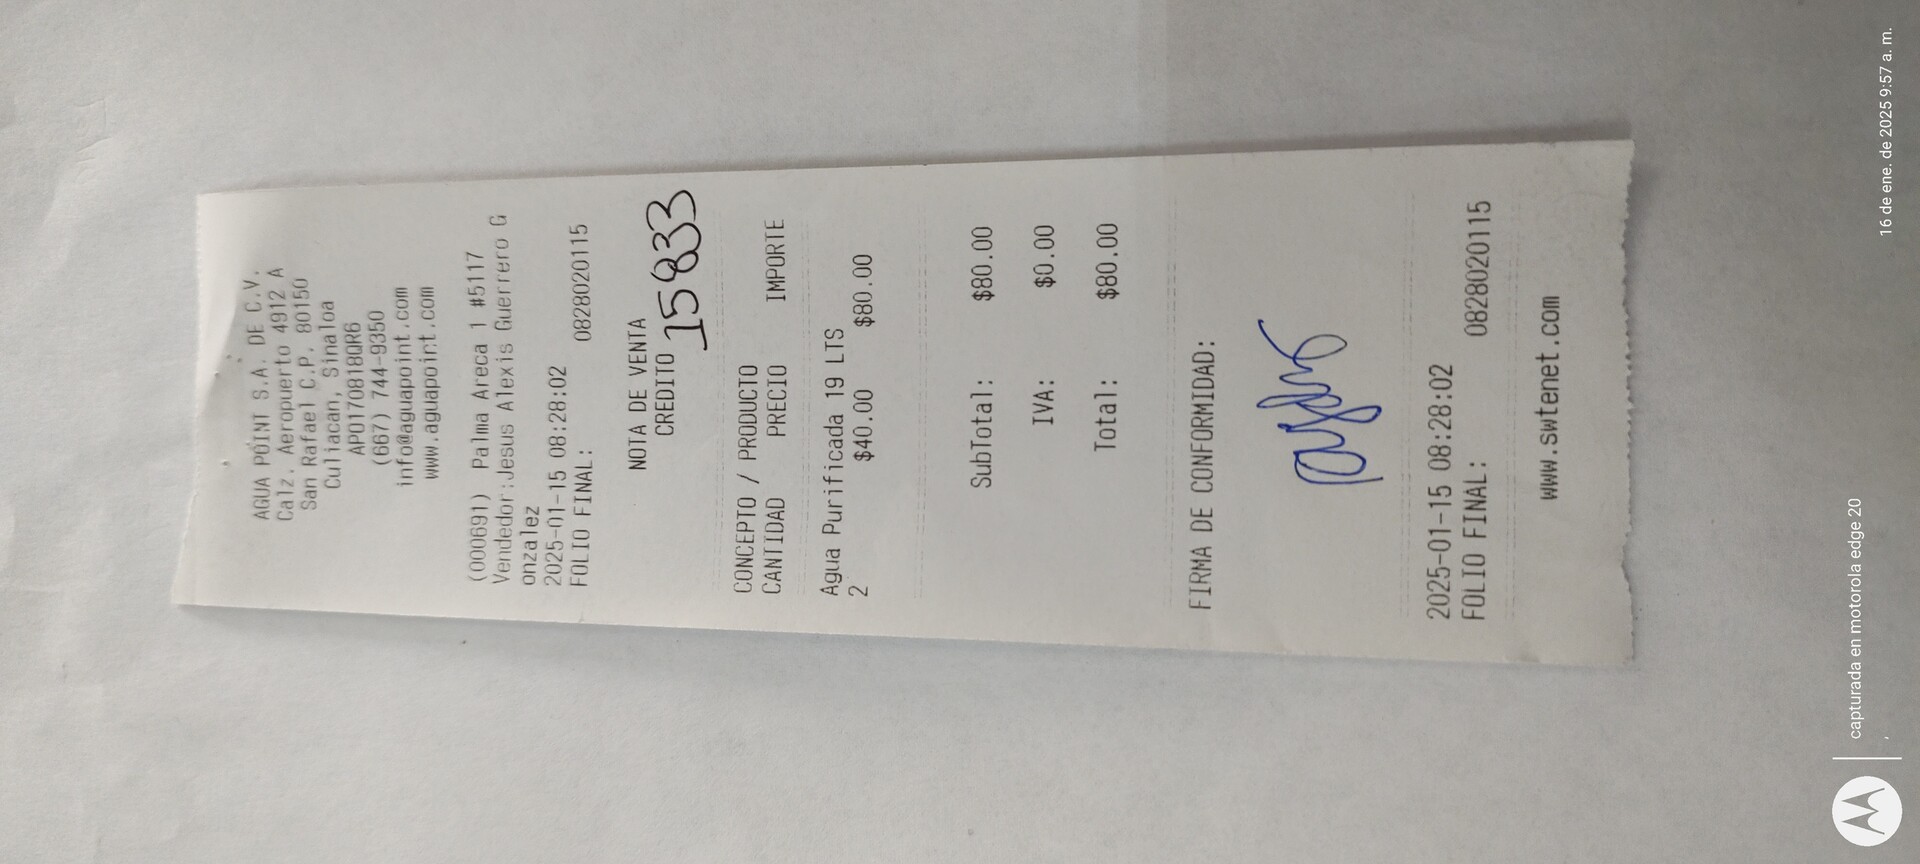 AGUA POINT S.A. DE C.V.
Calz. Aeropuerto 4912 A
San Rafael C.P. 80150
Culiacan, Sinaloa
APO170818QR6
(667) 744-9350
info@aguapoint.com
www.aguapoint.com
(000691) Palma Areca 1 #5117
Vendedor:Jesus Alexis Guerrero G
onzalez
2025-01-15 08:28:02
FOLIO FINAL: 0828020115
NOTA DE VENTA
CREDITO 15833
CONCEPTO / PRODUCTO
CANTIDAD PRECIO IMPORTE
Agua Purificada 19 LTS
2 $40.00 $80.00
SubTotal: $80.00
IVA: $0.00
Total: $80.00
FIRMA DE CONFORMIDAD:
2025-01-15 08:28:02
FOLIO FINAL: 0828020115
www.swtenet.com
capturada en motorola edge 20
16 de ene. de 2025 9:57 a. m.